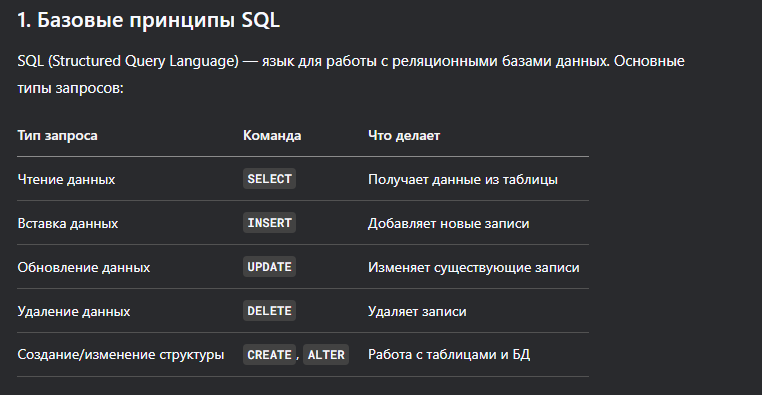 1. Базовые принципы SQL
SQL (Structured Query Language) — язык для работы с реляционными базами данных. Основные
типы запросов:
Тип запроса Команда Что делает
Чтение данных SELECT Получает данные из таблицы
Вставка данных INSERT Добавляет новые записи
Обновление данных UPDATE Изменяет существующие записи
Удаление данных DELETE Удаляет записи
Создание/изменение структуры CREATE, ALTER Работа с таблицами и БД